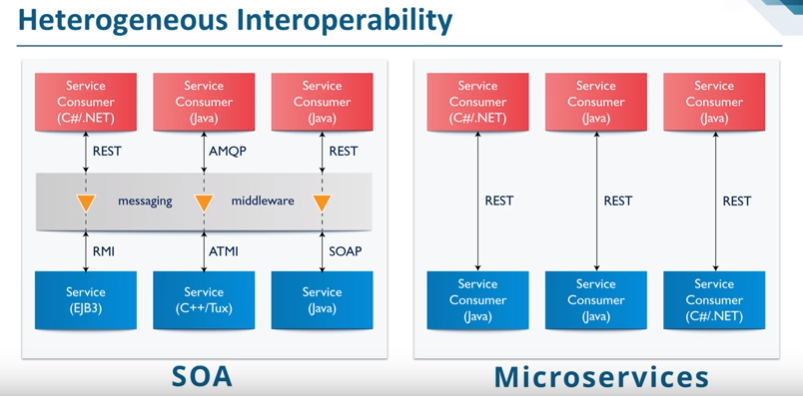 Heterogeneous Interoperability
Service
Consumer
(C#/.NET)
Service
Consumer
(Java)
Service
Consumer
(Java)
REST
AMQP
REST
messaging
middleware
RMI
ATMI
SOAP
Service
(EJB3)
Service
(C++/Tux)
Service
(Java)
SOA
Service
Consumer
(C#/.NET)
Service
Consumer
(Java)
Service
Consumer
(Java)
REST
REST
REST
Service
Consumer
(Java)
Service
Consumer
(Java)
Service
Consumer
(C#/.NET)
Microservices